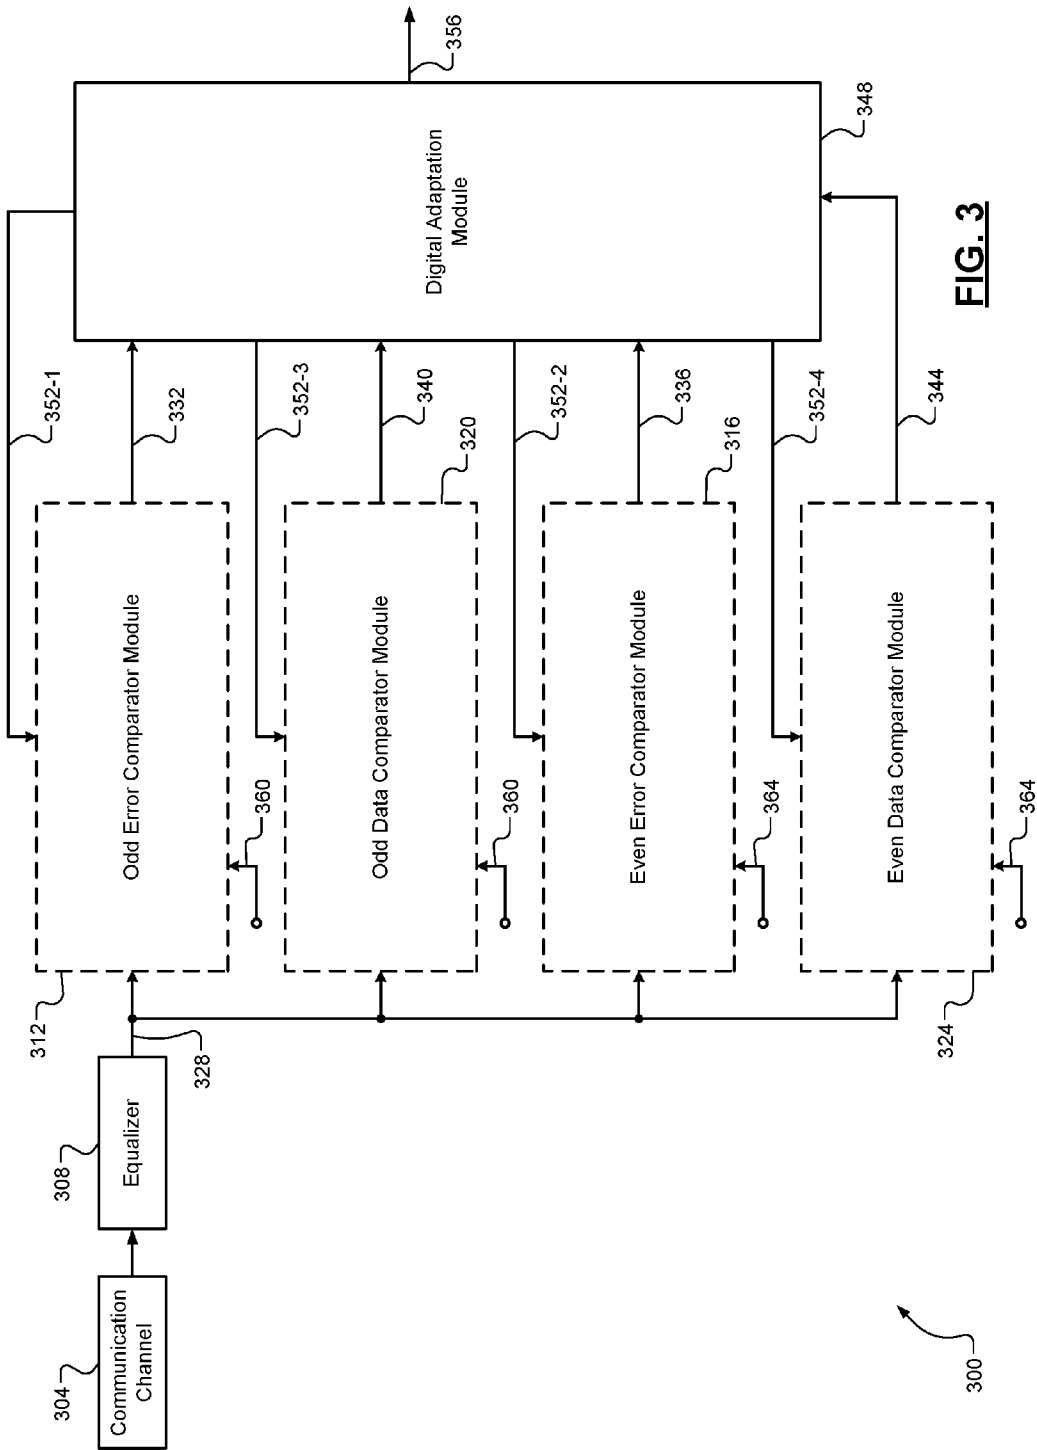 304
Communication
Channel
308
Equalizer
328
312
Odd Error Comparator Module
360
332
352-1
Odd Data Comparator Module
320
360
340
352-3
Even Error Comparator Module
316
364
336
352-2
Even Data Comparator Module
324
364
344
352-4
Digital Adaptation
Module
348
356
300
FIG. 3